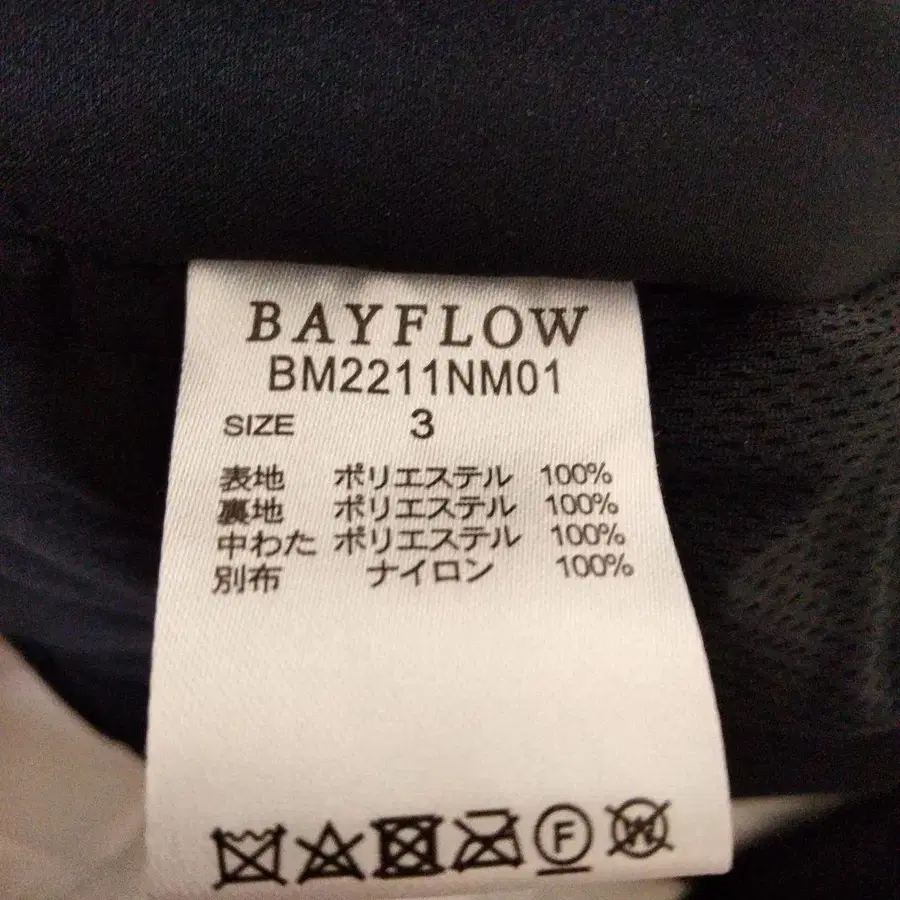 BAYFLOW
BM2211NM01
SIZE 3
表地 ポリエステル 100%
裏地 ポリエステル 100%
中わた ポリエステル 100%
別布 ナイロン 100%
F W